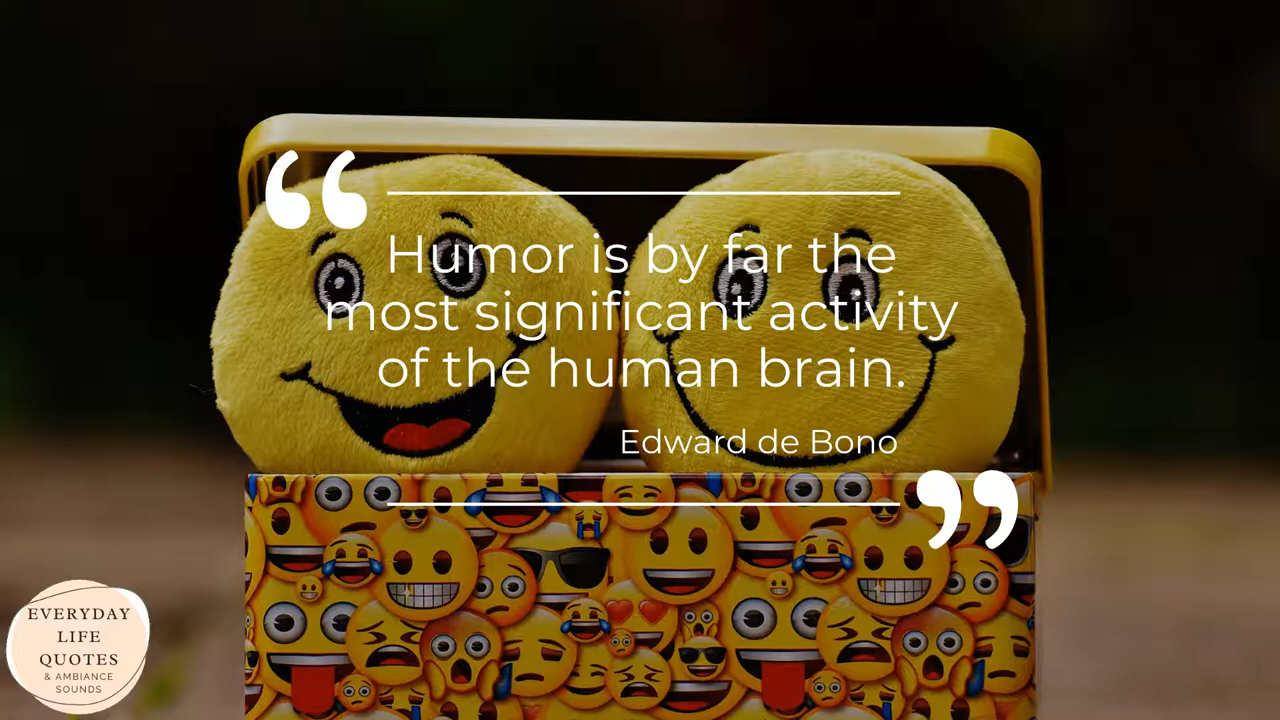 “
Humor is by far the
most significant activity
of the human brain.
Edward de Bono
”
EVERYDAY
LIFE
QUOTES
& AMBIANCE
SOUNDS